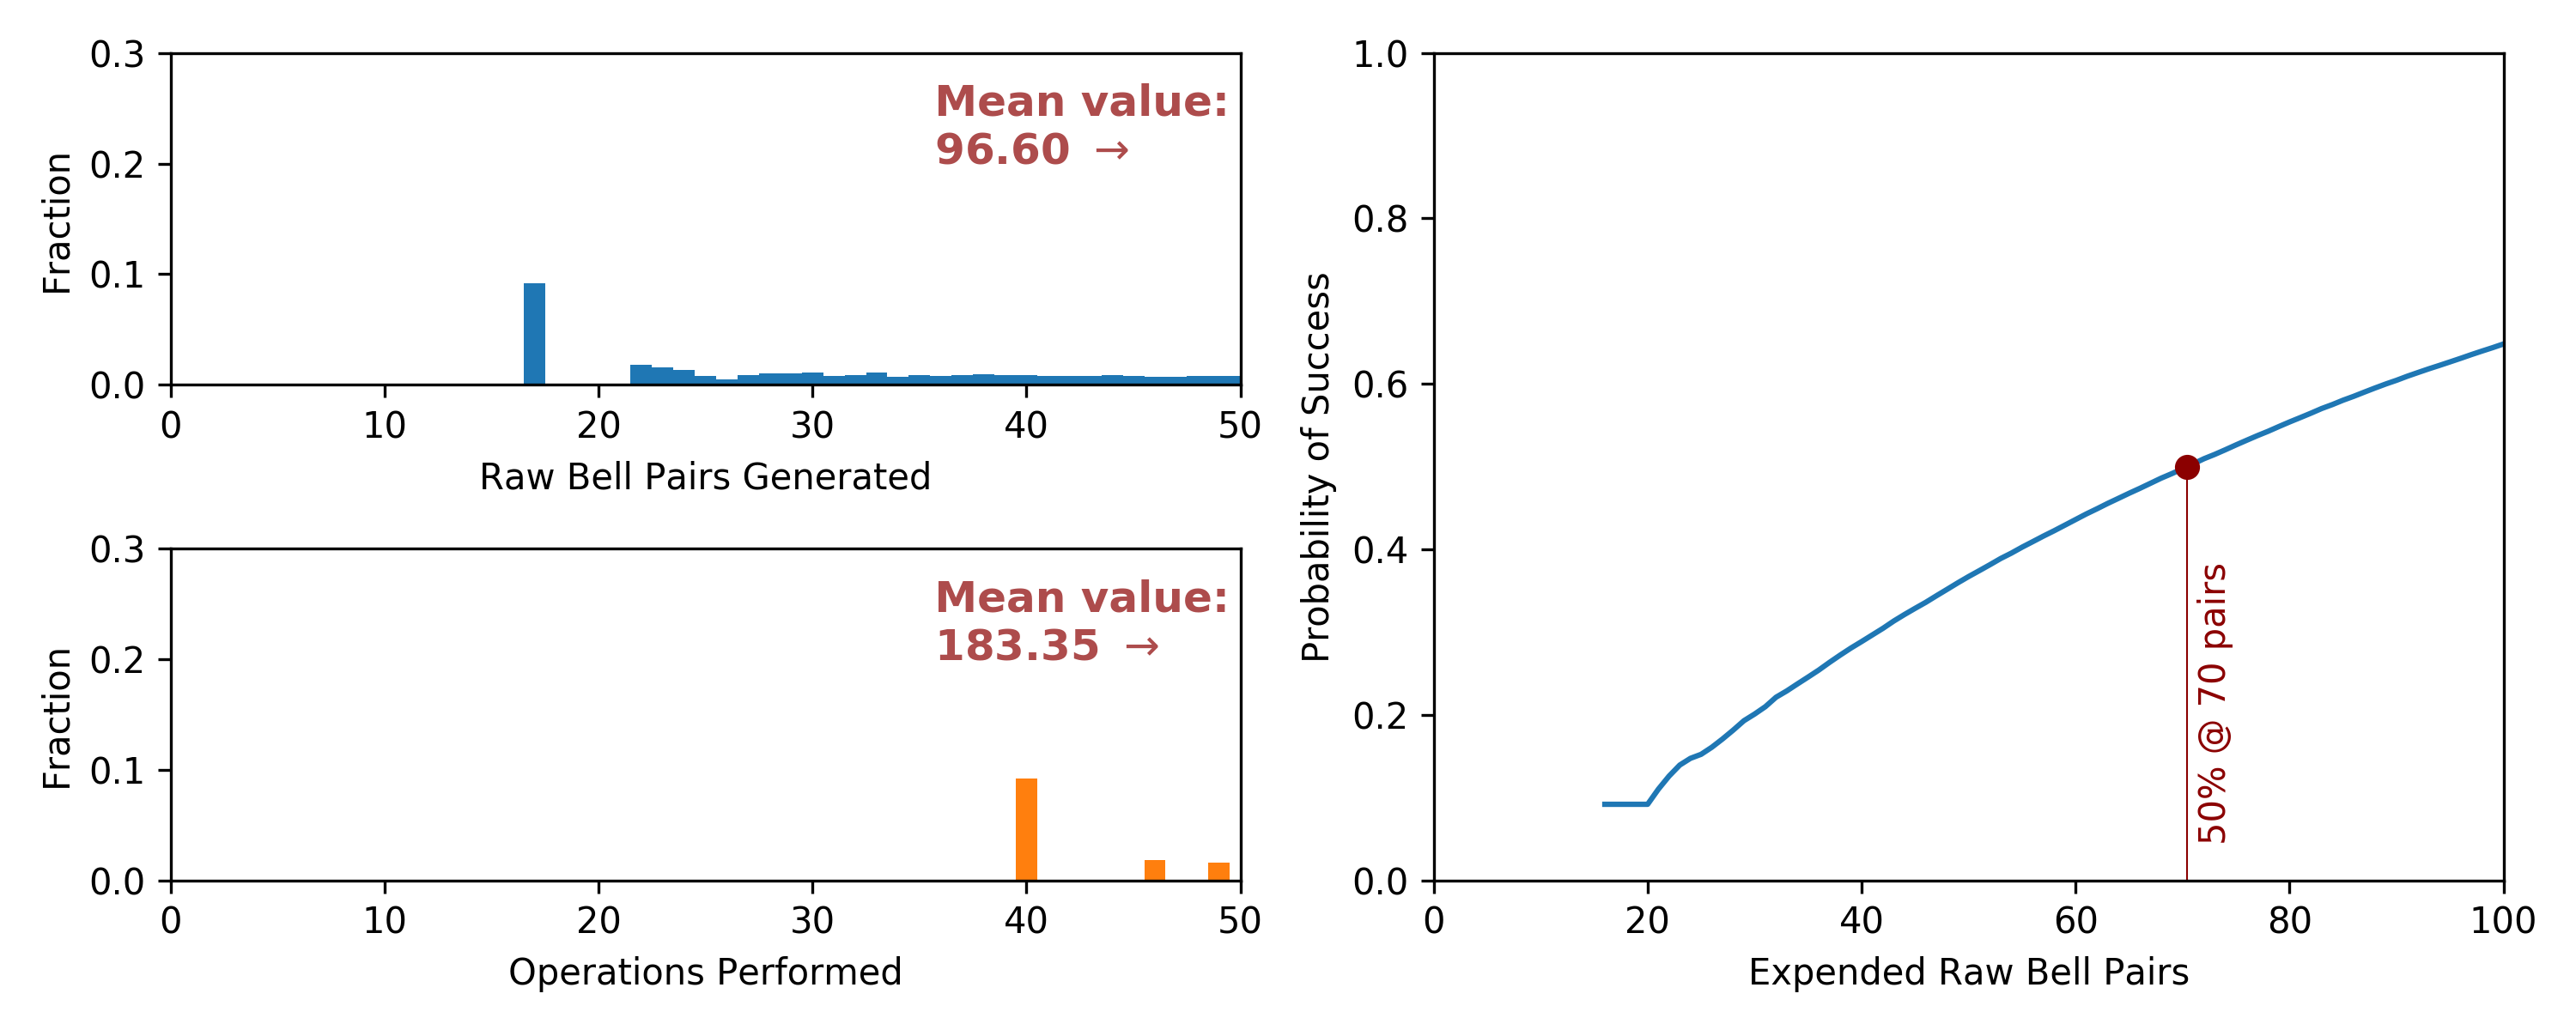 0.3
0.2
0.1
0.0
Fraction
Mean value:
96.60 →
0 10 20 30 40 50
Raw Bell Pairs Generated
0.3
0.2
0.1
0.0
Fraction
Mean value:
183.35 →
0 10 20 30 40 50
Operations Performed
1.0
0.8
0.6
0.4
0.2
0.0
Probability of Success
50% @ 70 pairs
0 20 40 60 80 100
Expended Raw Bell Pairs